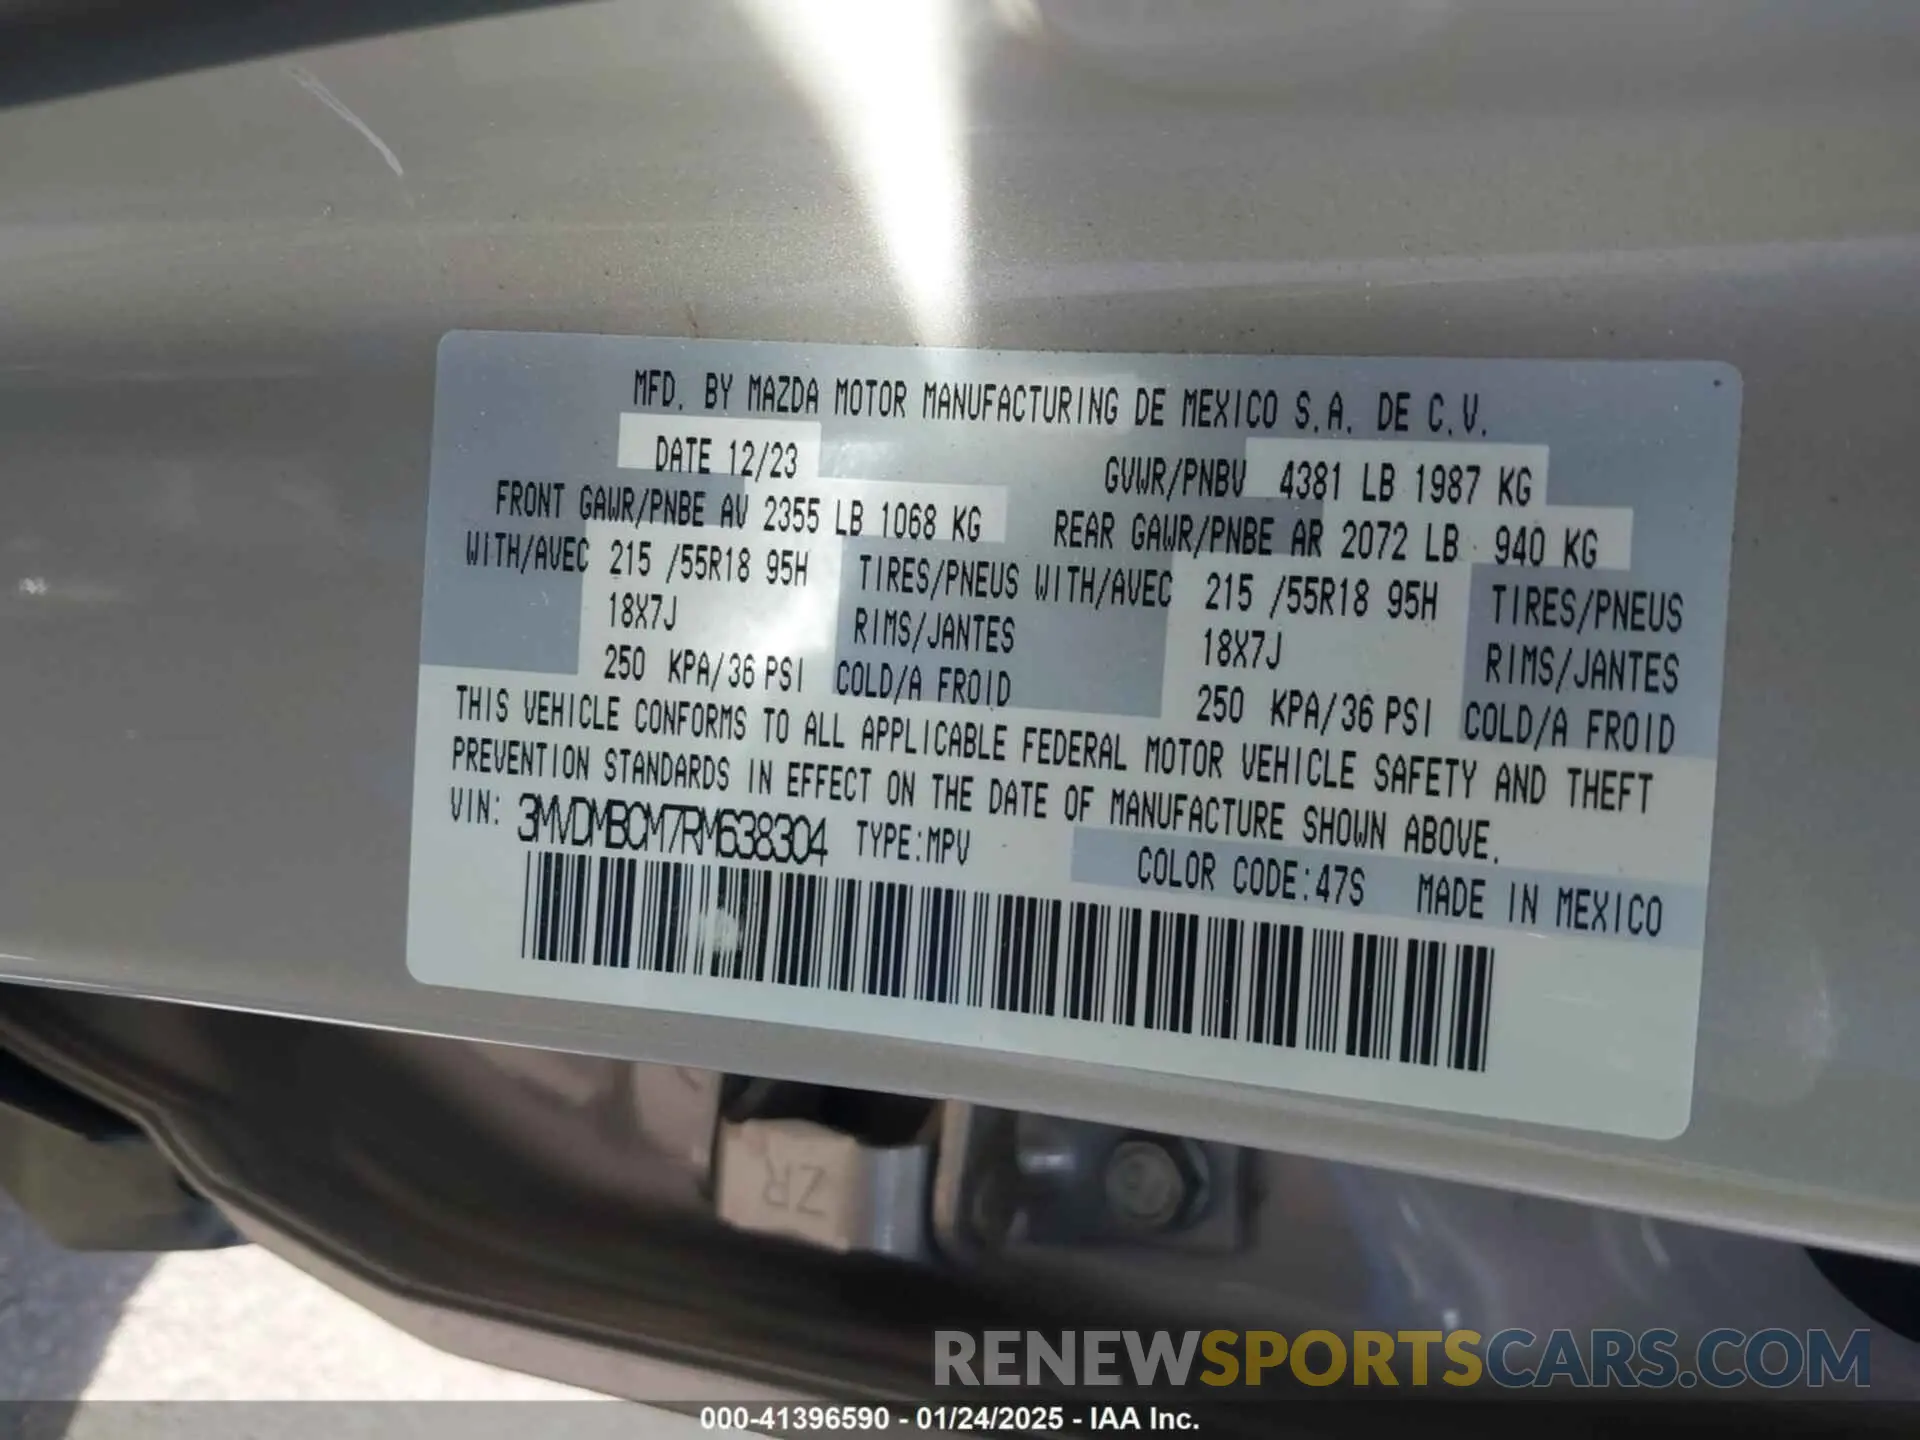 MFD. BY MAZDA MOTOR MANUFACTURING DE MEXICO S.A. DE C.V.
DATE 12/23 GVWR/PNBV 4381 LB 1987 KG
FRONT GAWR/PNBE AV 2355 LB 1068 KG REAR GAWR/PNBE AR 2072 LB 940 KG
WITH/AVEC 215 /55R18 95H TIRES/PNEUS WITH/AVEC 215 /55R18 95H TIRES/PNEUS
18X7J RIMS/JANTES 18X7J RIMS/JANTES
250 KPA/36 PSI COLD/A FROID 250 KPA/36 PSI COLD/A FROID
THIS VEHICLE CONFORMS TO ALL APPLICABLE FEDERAL MOTOR VEHICLE SAFETY AND THEFT
PREVENTION STANDARDS IN EFFECT ON THE DATE OF MANUFACTURE SHOWN ABOVE.
VIN: 3MVDMBCM7RM638304 TYPE:MPV
COLOR CODE:47S MADE IN MEXICO
ZR
RENEWSPORTSCARS.COM
000-41396590 - 01/24/2025 - IAA Inc.